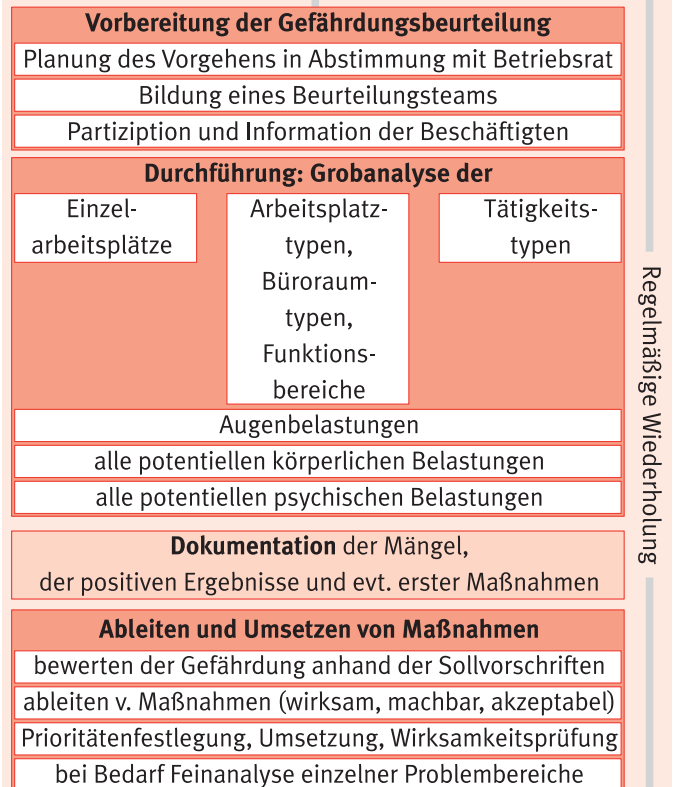 Vorbereitung der Gefährdungsbeurteilung
Planung des Vorgehens in Abstimmung mit Betriebsrat
Bildung eines Beurteilungsteams
Partiziption und Information der Beschäftigten
Durchführung: Grobanalyse der
Einzel-
arbeitsplätze
Arbeitsplatz-
typen,
Büroraum-
typen,
Funktions-
bereiche
Tätigkeits-
typen
Augenbelastungen
alle potentiellen körperlichen Belastungen
alle potentiellen psychischen Belastungen
Dokumentation der Mängel,
der positiven Ergebnisse und evt. erster Maßnahmen
Ableiten und Umsetzen von Maßnahmen
bewerten der Gefährdung anhand der Sollvorschriften
ableiten v. Maßnahmen (wirksam, machbar, akzeptabel)
Prioritätenfestlegung, Umsetzung, Wirksamkeitsprüfung
bei Bedarf Feinanalyse einzelner Problembereiche
Regelmäßige Wiederholung